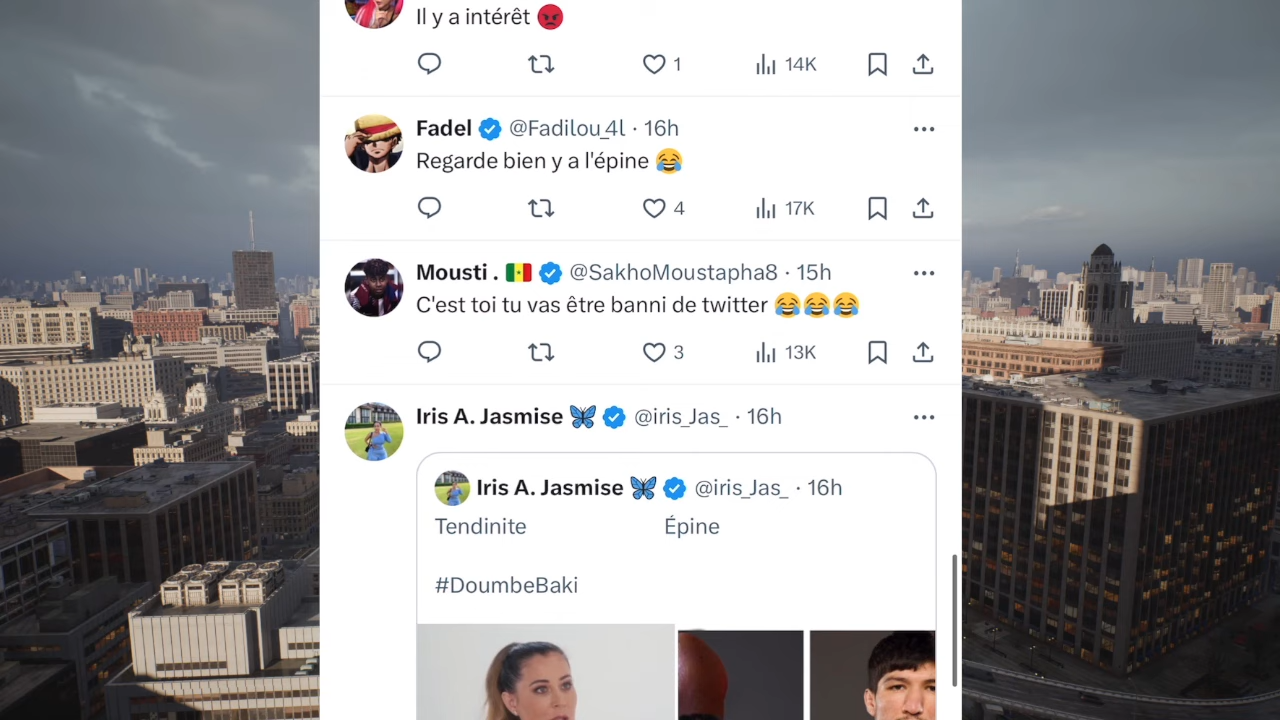 Il y a intérêt 😡
1 14K
Fadel @Fadilou_4l · 16h
Regarde bien y a l'épine 😂
4 17K
Mousti . 🇸🇳 @SakhoMoustapha8 · 15h
C'est toi tu vas être banni de twitter 😂😂😂
3 13K
Iris A. Jasmise 🦋 @iris_Jas_ · 16h
Iris A. Jasmise 🦋 @iris_Jas_ · 16h
Tendinite Épine
#DoumbeBaki